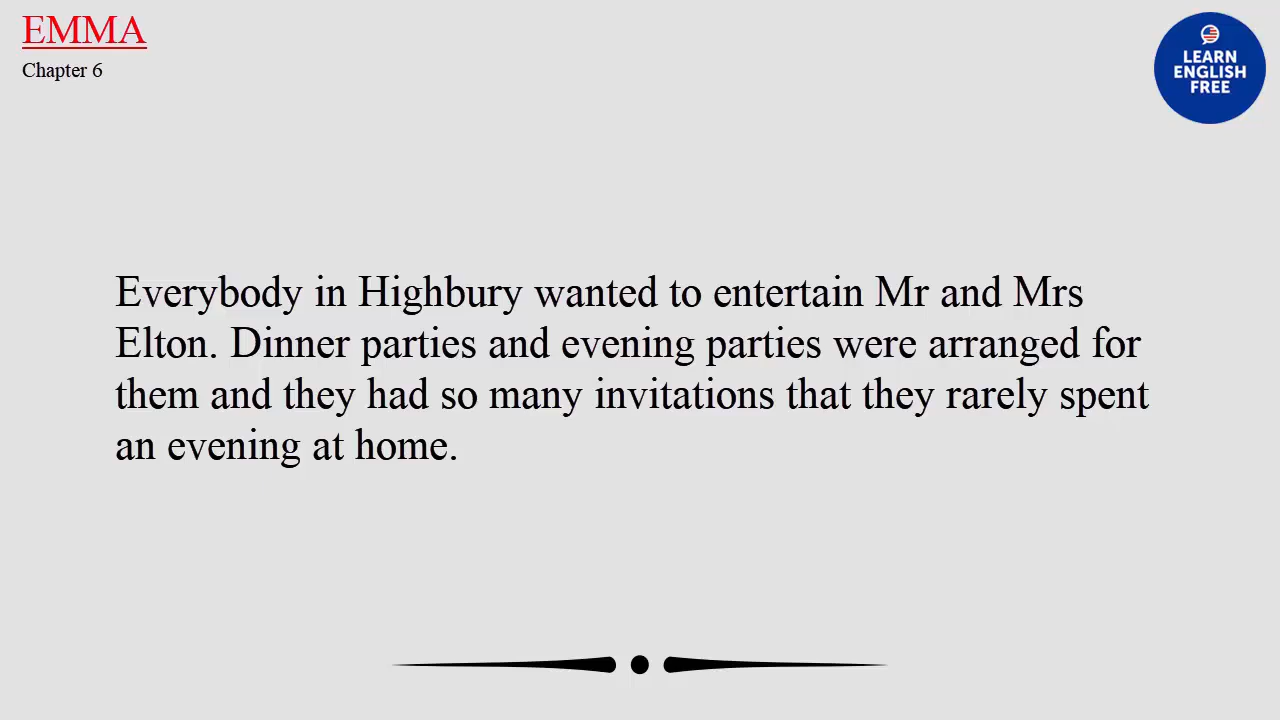 EMMA
Chapter 6
LEARN
ENGLISH
FREE
Everybody in Highbury wanted to entertain Mr and Mrs
Elton. Dinner parties and evening parties were arranged for
them and they had so many invitations that they rarely spent
an evening at home.